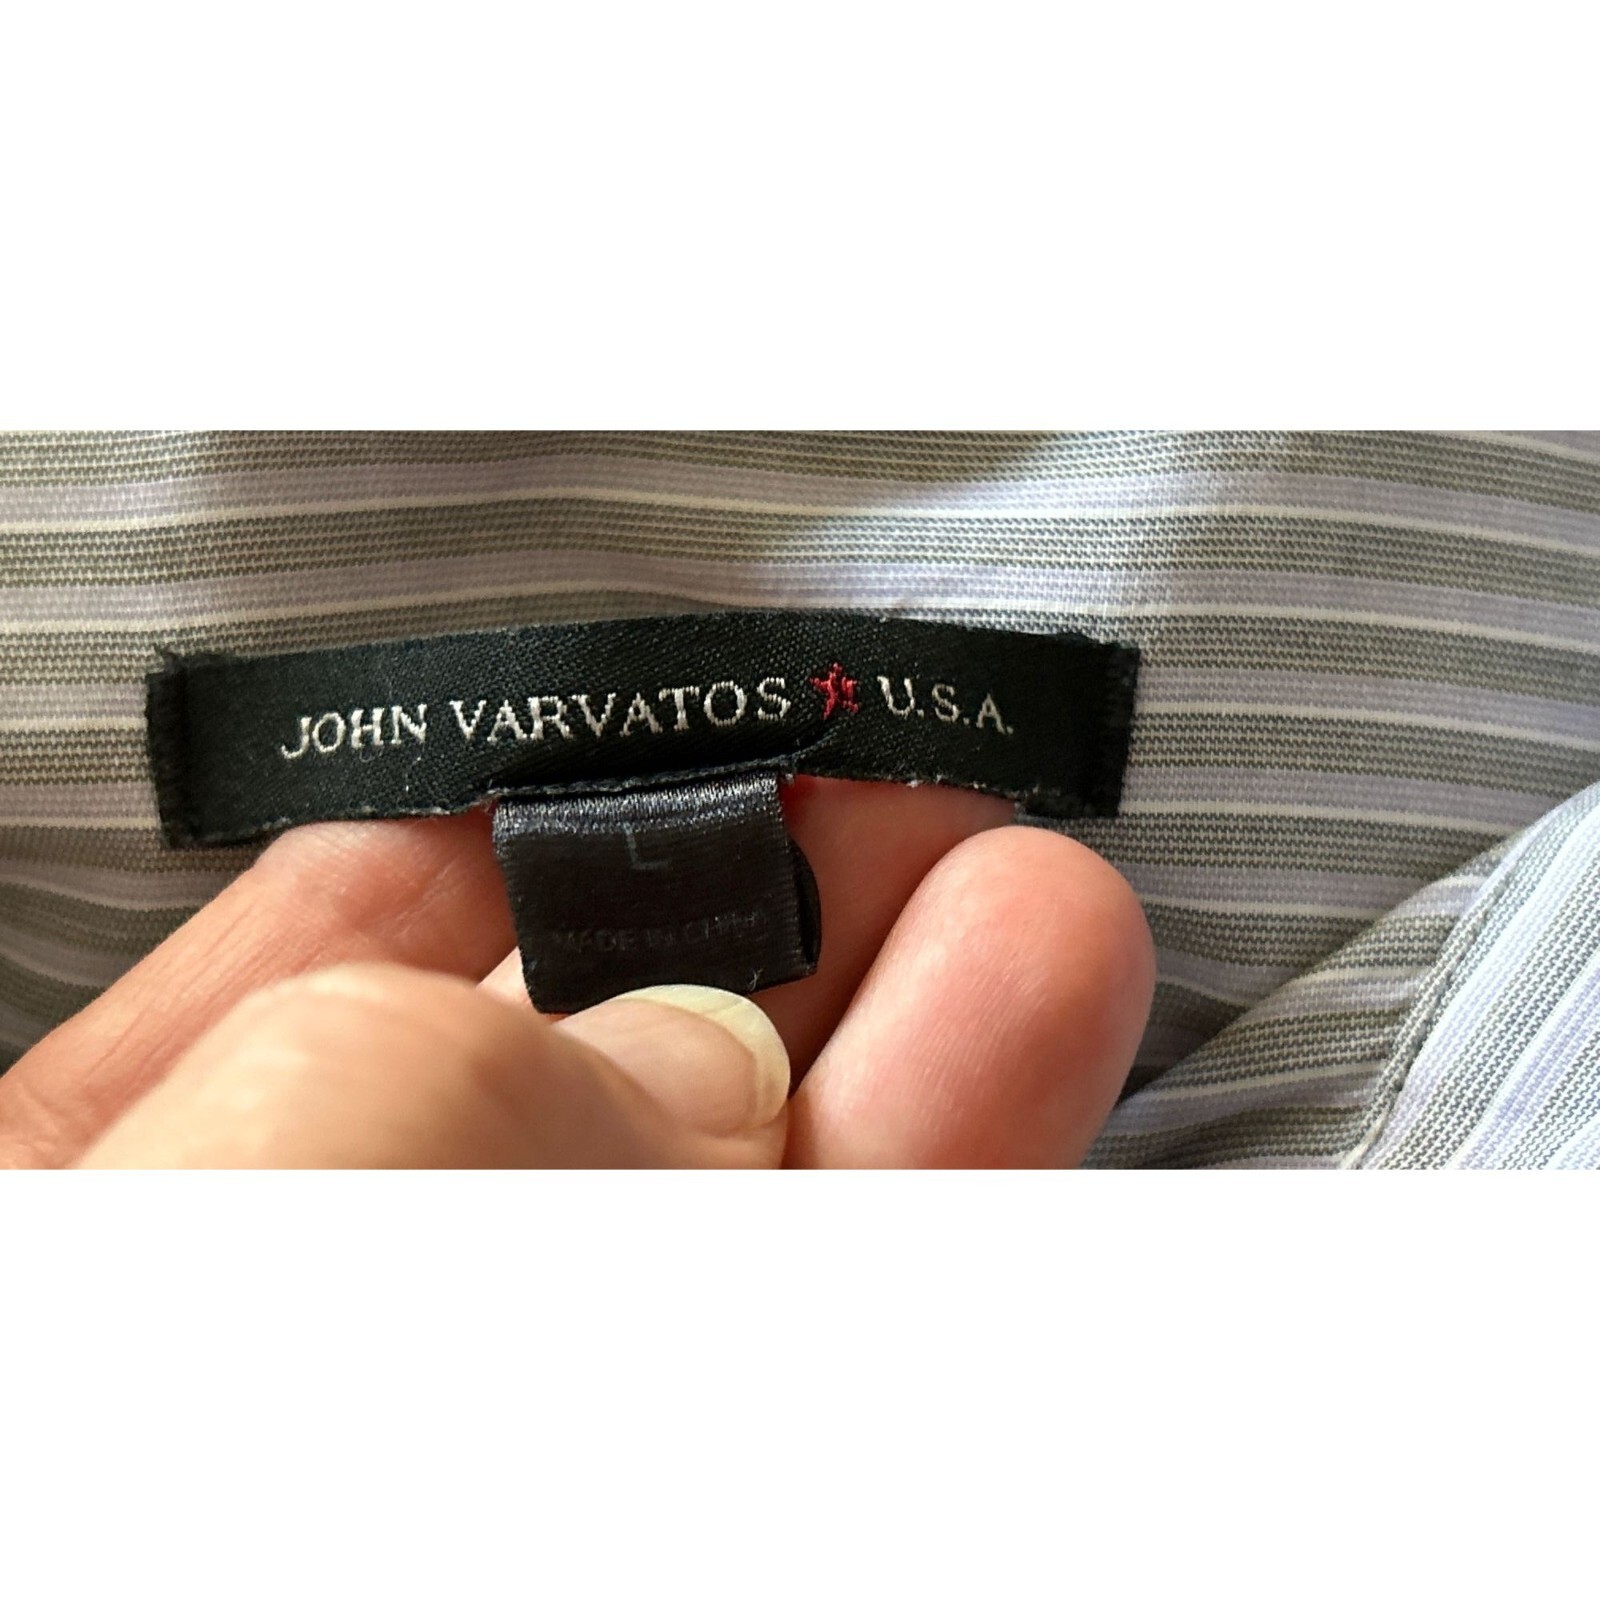 JOHN VARVATOS ★ U.S.A.
L
MADE IN CHINA